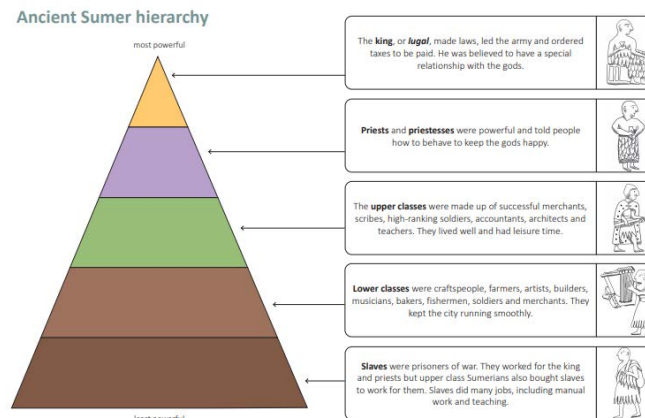 Ancient Sumer hierarchy
most powerful
The king, or lugal, made laws, led the army and ordered
taxes to be paid. He was believed to have a special
relationship with the gods.
Priests and priestesses were powerful and told people
how to behave to keep the gods happy.
The upper classes were made up of successful merchants,
scribes, high-ranking soldiers, accountants, architects and
teachers. They lived well and had leisure time.
Lower classes were craftspeople, farmers, artists, builders,
musicians, bakers, fishermen, soldiers and merchants. They
kept the city running smoothly.
Slaves were prisoners of war. They worked for the king
and priests but upper class Sumerians also bought slaves
to work for them. Slaves did many jobs, including manual
work and teaching.
least powerful